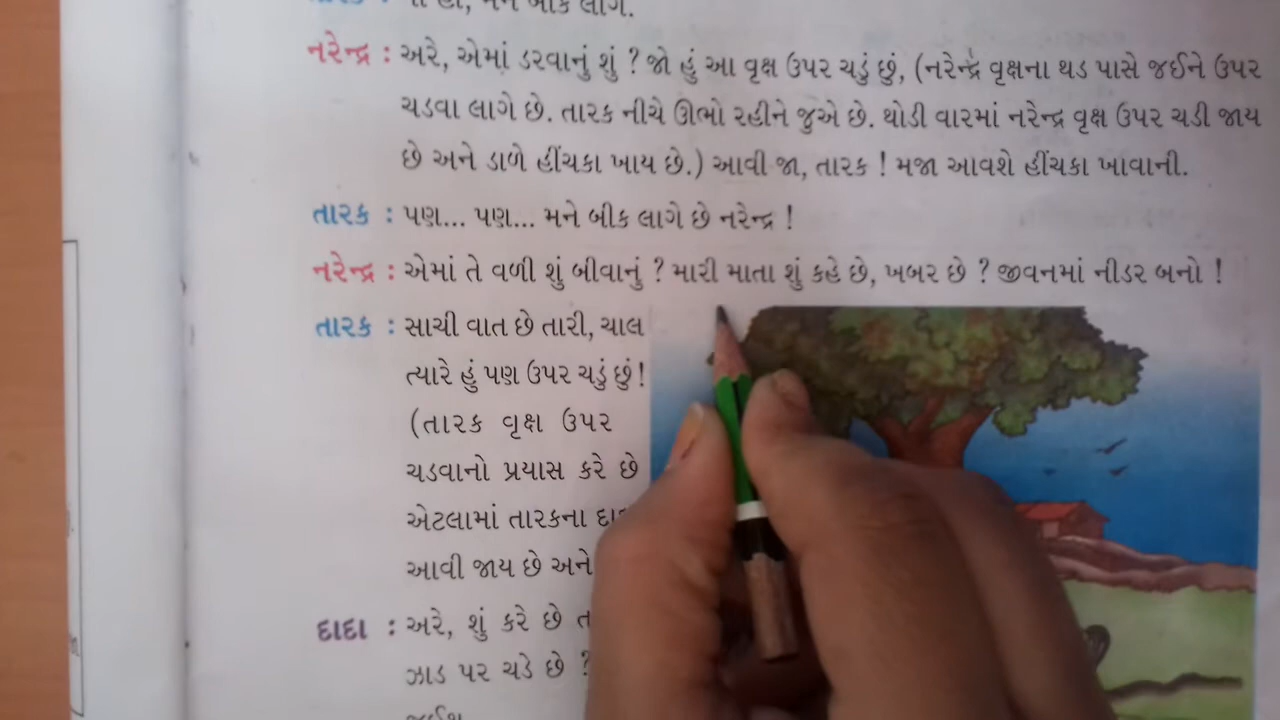 મને બીક લાગે.
નરેન્દ્ર : અરે, એમાં ડરવાનું શું ? જો હું આ વૃક્ષ ઉપર ચડું છું, (નરેન્દ્ર વૃક્ષના થડ પાસે જઈને ઉપર
ચડવા લાગે છે. તારક નીચે ઊભો રહીને જુએ છે. થોડી વારમાં નરેન્દ્ર વૃક્ષ ઉપર ચડી જાય
છે અને ડાળે હીંચકા ખાય છે.) આવી જા, તારક ! મજા આવશે હીંચકા ખાવાની.
તારક : પણ... પણ... મને બીક લાગે છે નરેન્દ્ર !
નરેન્દ્ર : એમાં તે વળી શું બીવાનું ? મારી માતા શું કહે છે, ખબર છે ? જીવનમાં નીડર બનો !
તારક : સાચી વાત છે તારી, ચાલ
ત્યારે હું પણ ઉપર ચડું છું !
(તારક વૃક્ષ ઉપર
ચડવાનો પ્રયાસ કરે છે
એટલામાં તારકના
આવી જાય છે અને
દાદા : અરે, શું કરે છે
ઝાડ પર ચડે છે ?